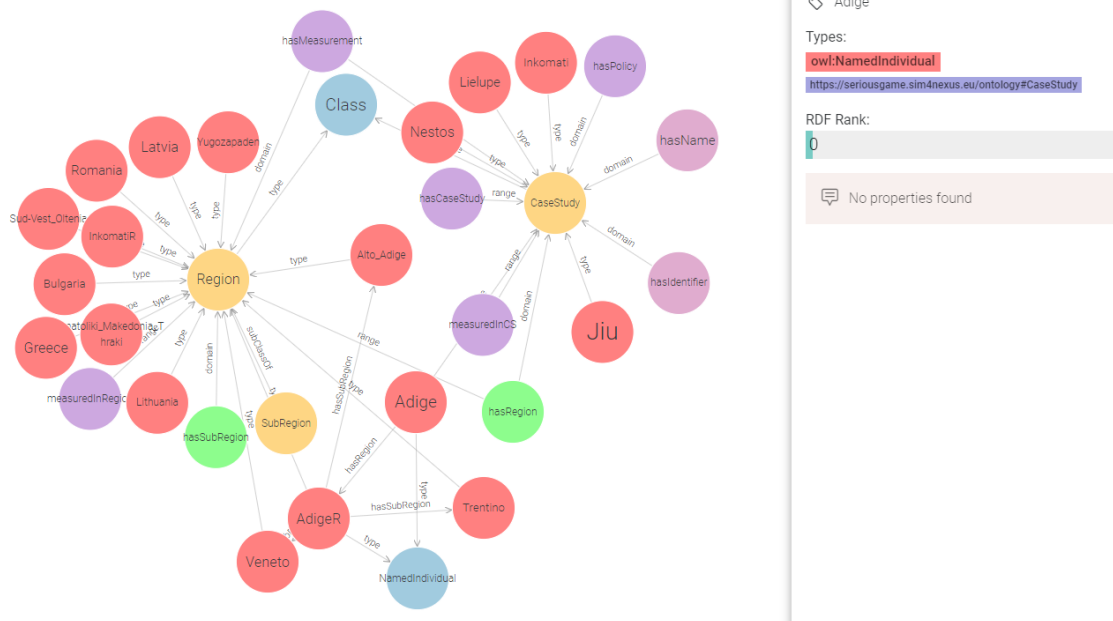 hasMeasurement
Class
Lielupe
Inkomati
hasPolicy
hasName
Nestos
Latvia
Yugozapaden
Romania
Sud-Vest_Oltenia
InkomatiR
Bulgaria
Region
Alto_Adige
hasCaseStudy
CaseStudy
hasIdentifier
Greece
measuredInCS
Jiu
measuredInRegio
Lithuania
hasSubRegion
SubRegion
Adige
hasRegion
AdigeR
Trentino
Veneto
NamedIndividual
atoliki_Makedonia_T
hraki
domain
type
type
type
type
type
type
type
type
type
type
domain
domain
range
domain
type
range
domain
type
subClassOf
domain
type
range
hasSubRegion
type
hasRegion
type
hasSubRegion
type
Adige
Types:
owl:NamedIndividual
https://seriousgame.sim4nexus.eu/ontology#CaseStudy
RDF Rank:
0
No properties found